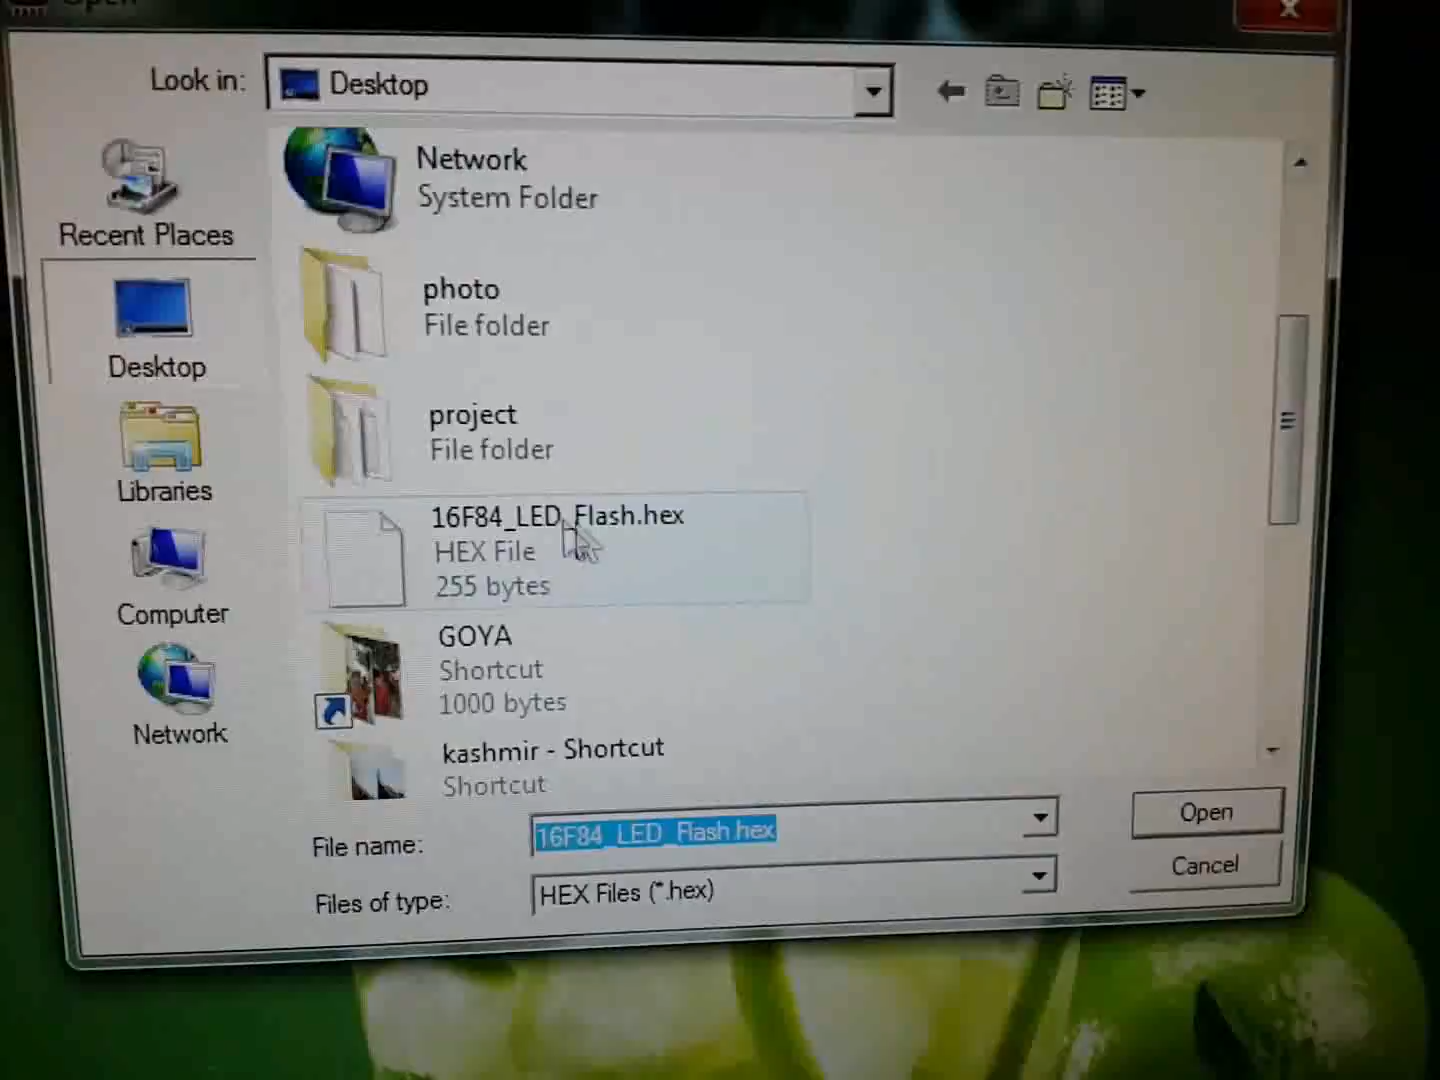 Open
Look in:
Desktop
Recent Places
Desktop
Libraries
Computer
Network
Network
System Folder
photo
File folder
project
File folder
16F84_LED_Flash.hex
HEX File
255 bytes
GOYA
Shortcut
1000 bytes
kashmir - Shortcut
Shortcut
File name:
16F84_LED_Flash.hex
Open
Files of type:
HEX Files (*.hex)
Cancel